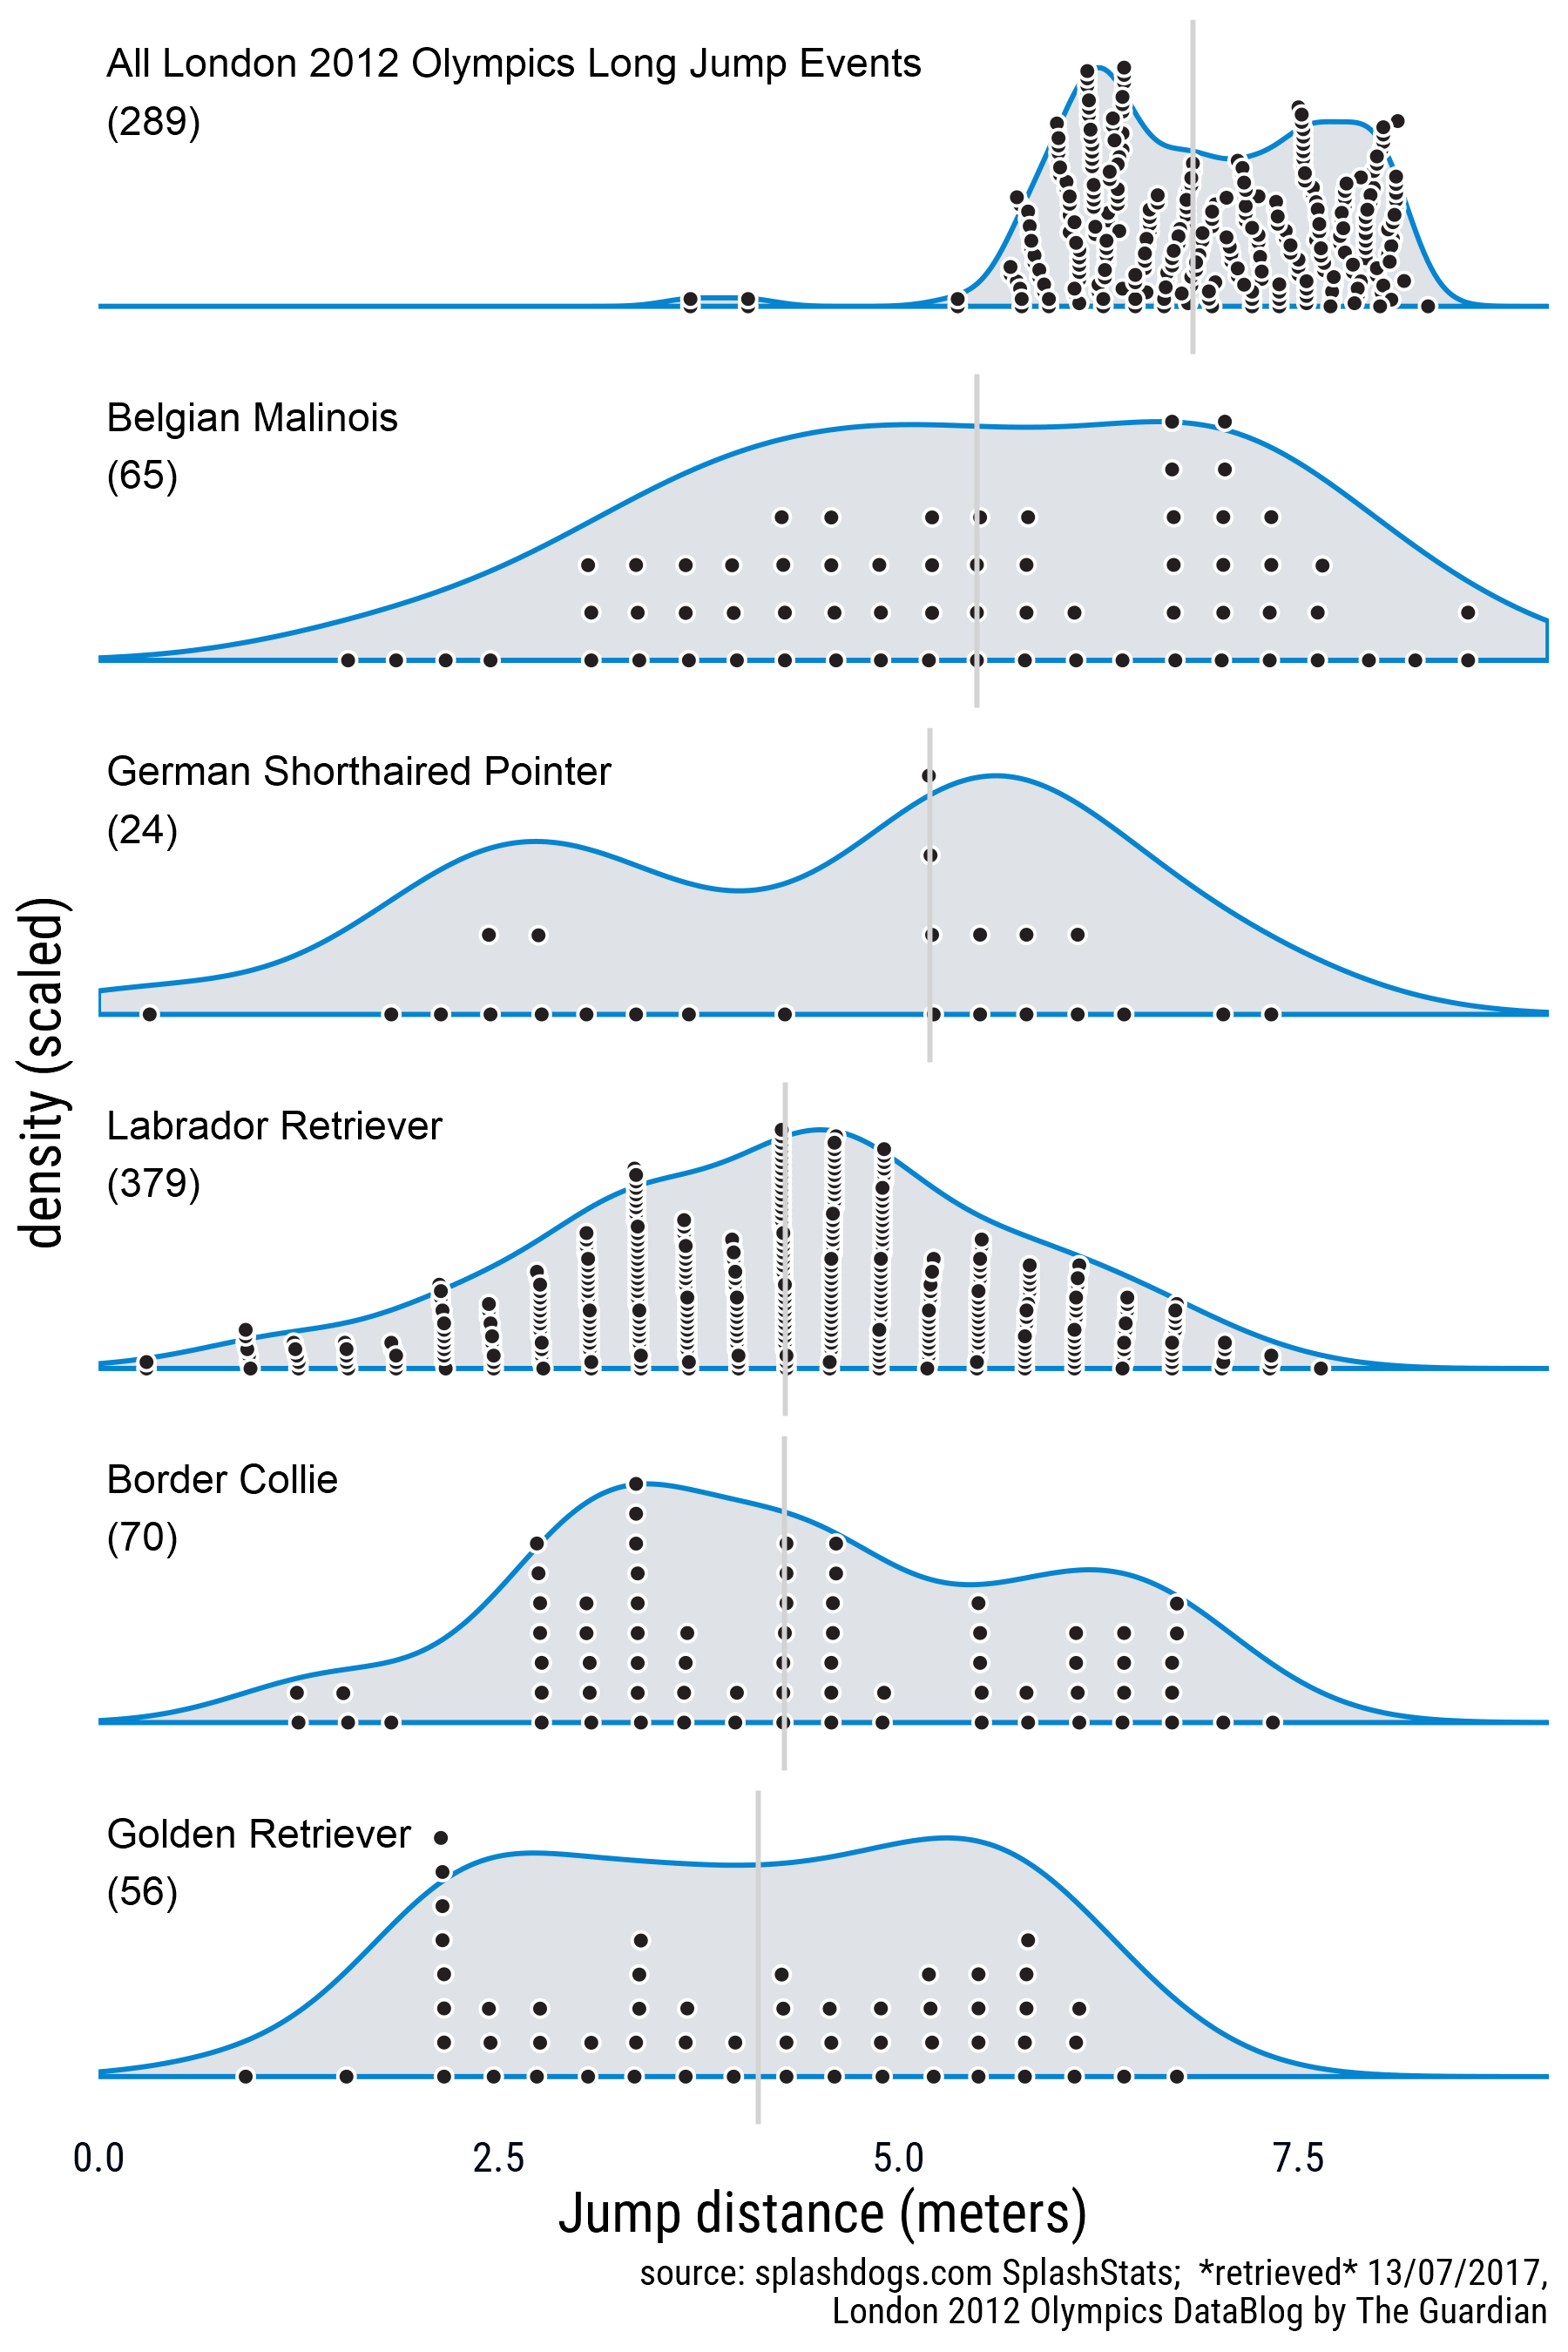 All London 2012 Olympics Long Jump Events
(289)
Belgian Malinois
(65)
German Shorthaired Pointer
(24)
Labrador Retriever
(379)
Border Collie
(70)
Golden Retriever
(56)
density (scaled)
0.0 2.5 5.0 7.5
Jump distance (meters)
source: splashdogs.com SplashStats; *retrieved* 13/07/2017,
London 2012 Olympics DataBlog by The Guardian